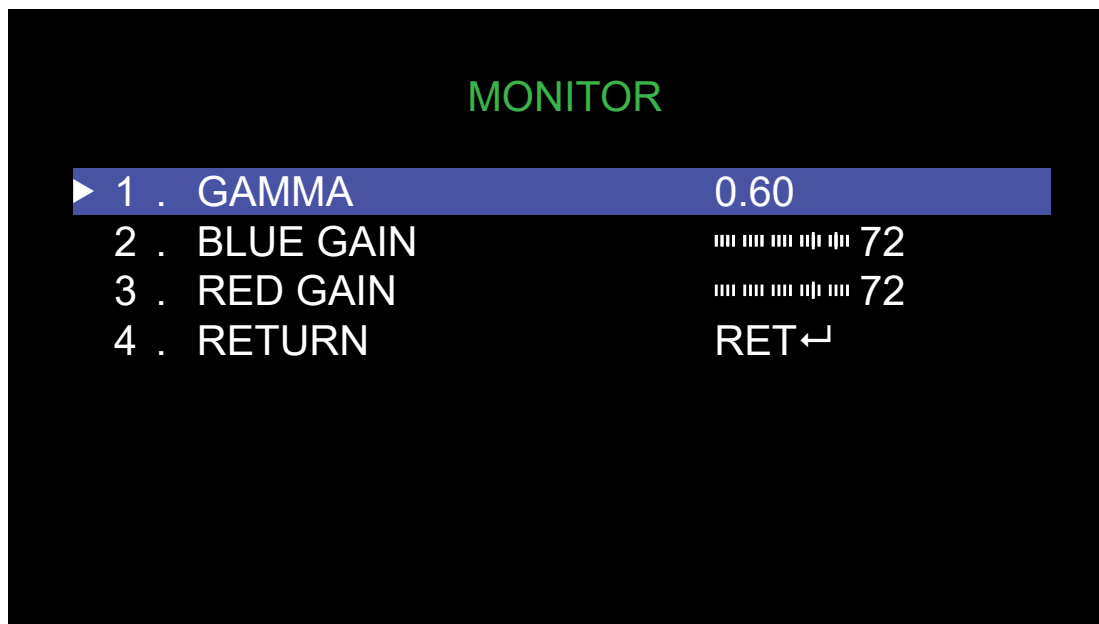 MONITOR
1 . GAMMA 0.60
2 . BLUE GAIN 72
3 . RED GAIN 72
4 . RETURN RET↵